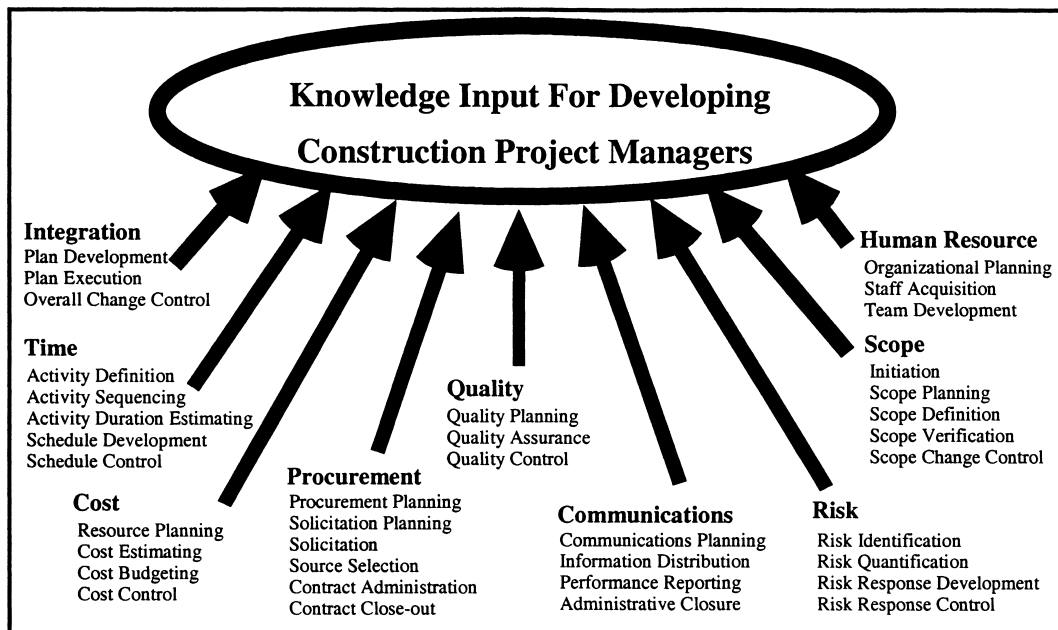 Knowledge Input For Developing
Construction Project Managers
Integration
Plan Development
Plan Execution
Overall Change Control
Time
Activity Definition
Activity Sequencing
Activity Duration Estimating
Schedule Development
Schedule Control
Cost
Resource Planning
Cost Estimating
Cost Budgeting
Cost Control
Procurement
Procurement Planning
Solicitation Planning
Solicitation
Source Selection
Contract Administration
Contract Close-out
Quality
Quality Planning
Quality Assurance
Quality Control
Communications
Communications Planning
Information Distribution
Performance Reporting
Administrative Closure
Risk
Risk Identification
Risk Quantification
Risk Response Development
Risk Response Control
Scope
Initiation
Scope Planning
Scope Definition
Scope Verification
Scope Change Control
Human Resource
Organizational Planning
Staff Acquisition
Team Development